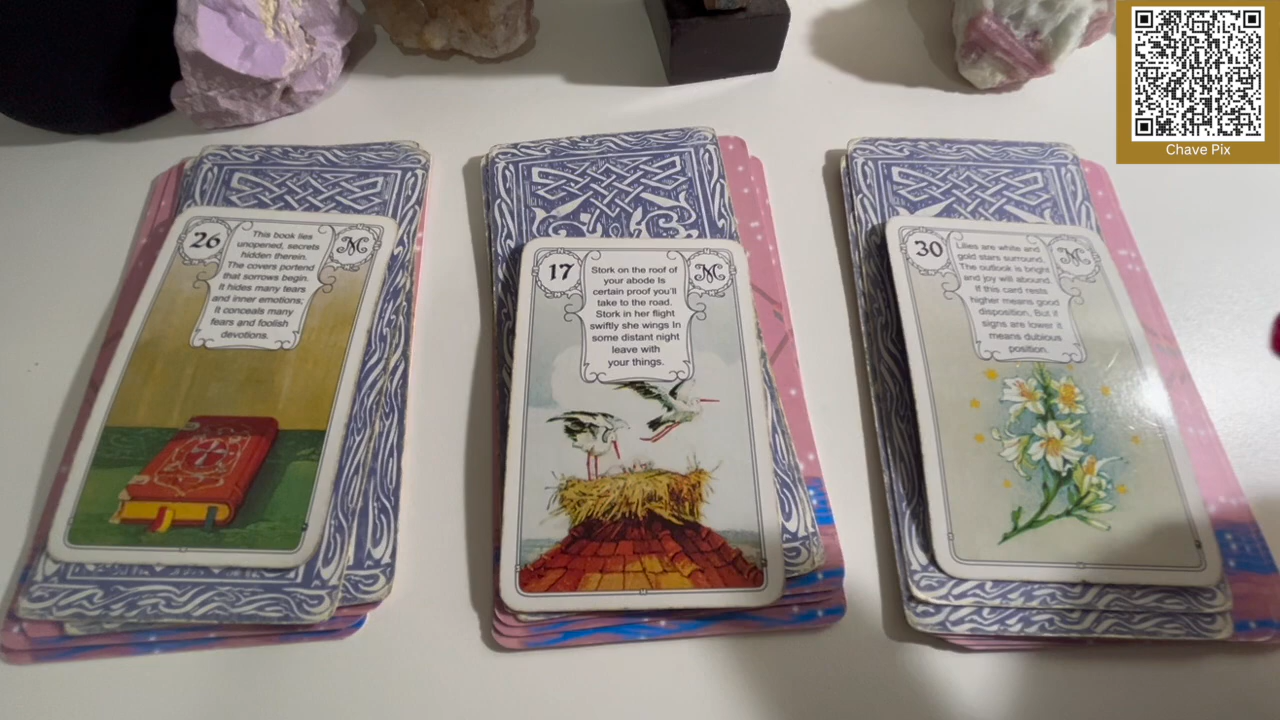 Chave Pix
26
This book lies
unopened, secrets
hidden therein.
The covers portend
that sorrows begin.
It hides many tears
and inner emotions;
It conceals many
fears and foolish
devotions.
M
17
Stork on the roof of
your abode Is
certain proof you'll
take to the road.
Stork in her flight
swiftly she wings In
some distant night
leave with
your things.
M
30
Lilies are white and
gold stars surround.
The outlook is bright
and joy will abound.
If this card rests
higher means good
disposition, But if
signs are lower it
means dubious
position.
M